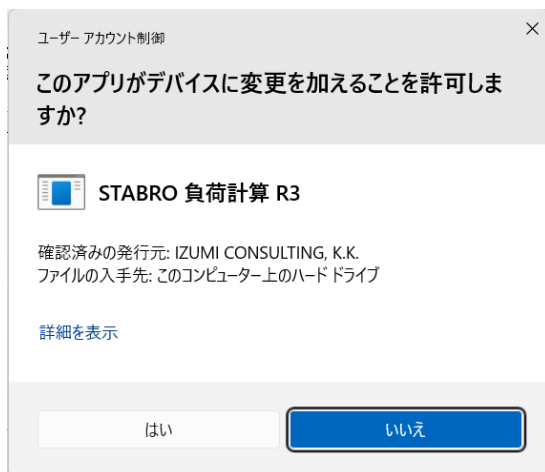 ユーザー アカウント制御
このアプリがデバイスに変更を加えることを許可しま
すか?
STABRO 負荷計算 R3
確認済みの発行元: IZUMI CONSULTING, K.K.
ファイルの入手先: このコンピューター上のハード ドライブ
詳細を表示
はい
いいえ